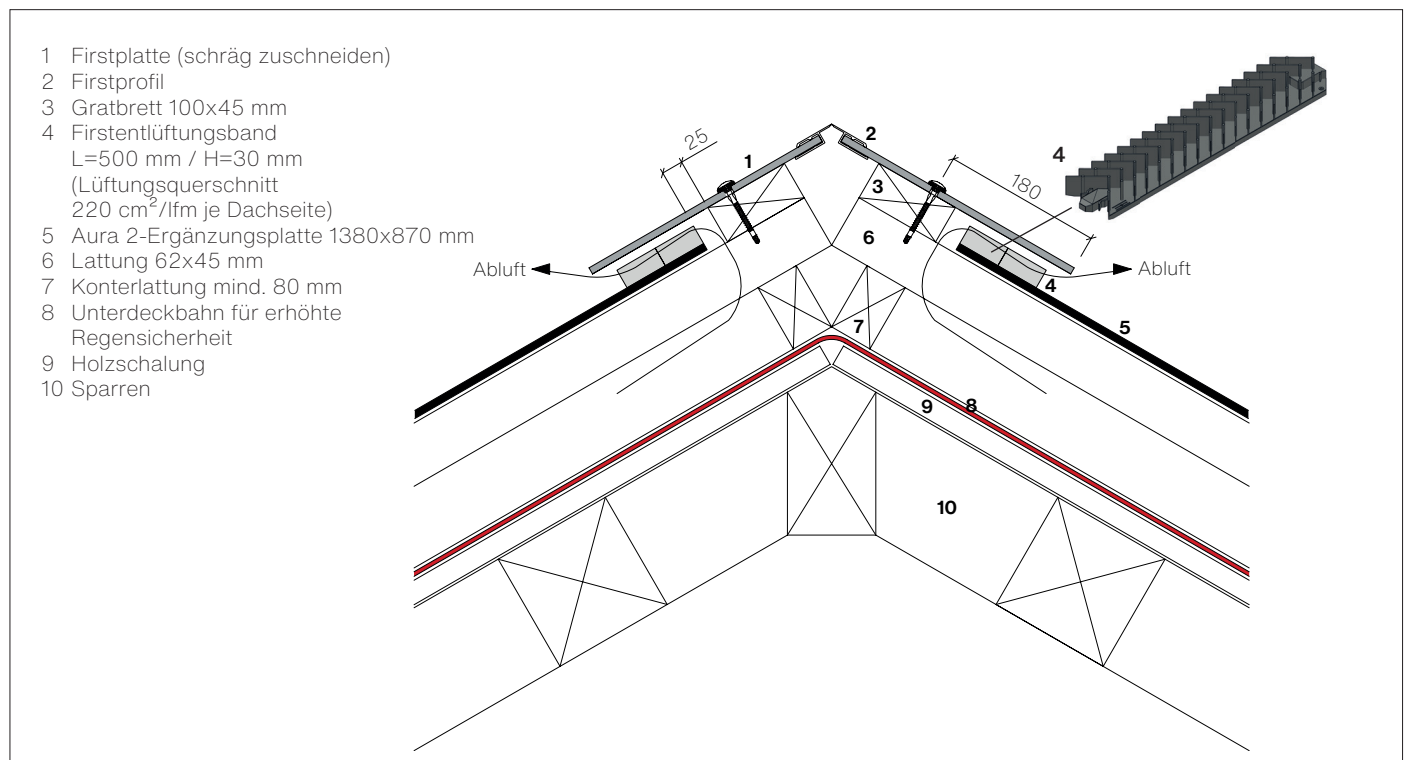 1 Firstplatte (schräg zuschneiden)
2 Firstprofil
3 Gratbrett 100x45 mm
4 Firstentlüftungsband
L=500 mm / H=30 mm
(Lüftungsquerschnitt
220 cm²/lfm je Dachseite)
5 Aura 2-Ergänzungsplatte 1380x870 mm
6 Lattung 62x45 mm
7 Konterlattung mind. 80 mm
8 Unterdeckbahn für erhöhte
Regensicherheit
9 Holzschalung
10 Sparren
25
1
2
3
180
4
6
Abluft
Abluft
4
5
7
8
9
10